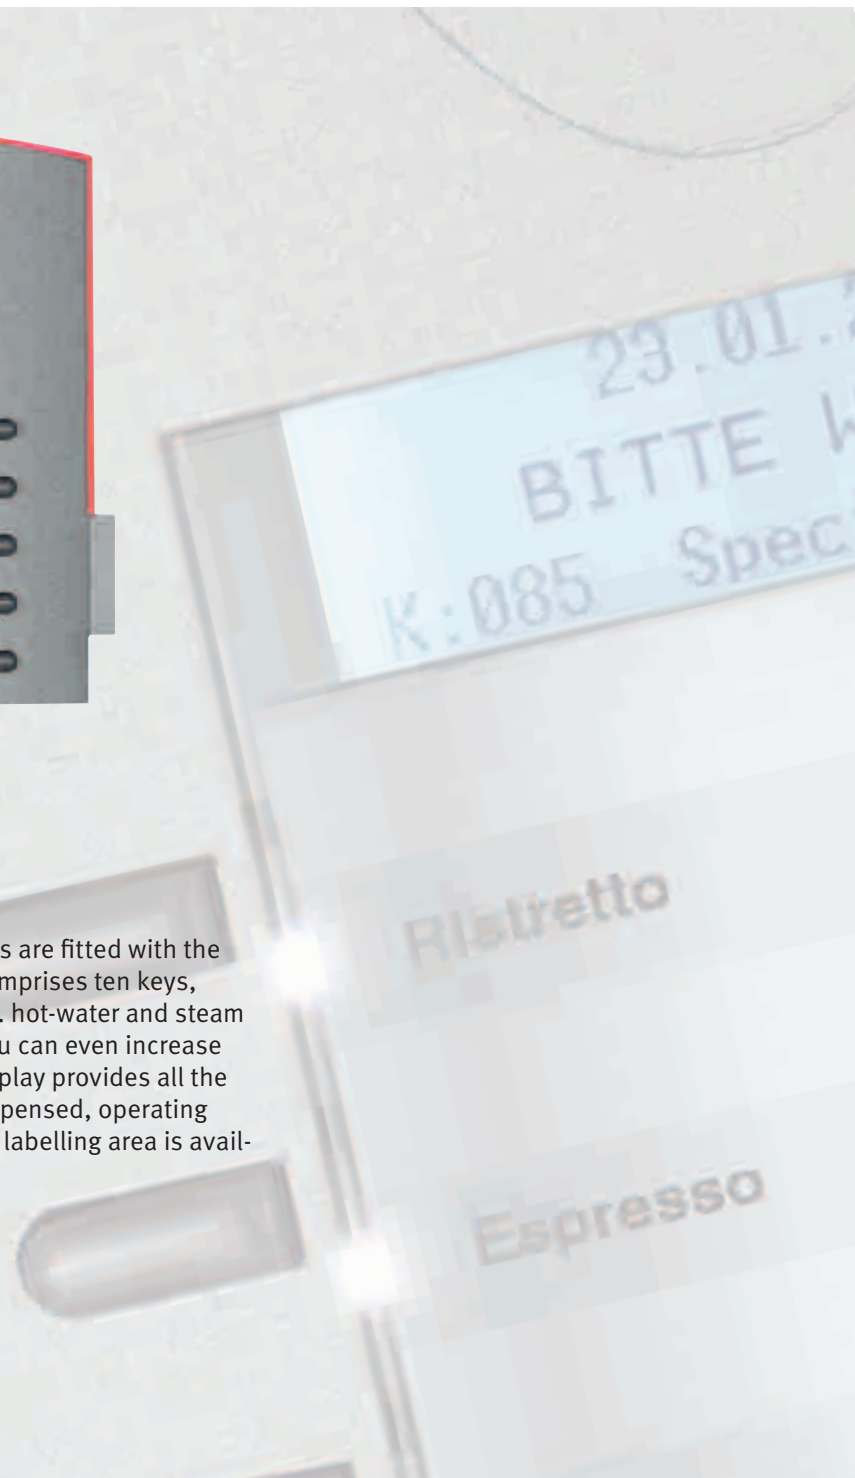 23.01.
BITTE
K:085 Spec
Ristretto
s are fitted with the
mprises ten keys,
. hot-water and steam
u can even increase
play provides all the
pensed, operating
labelling area is avail-
Espresso